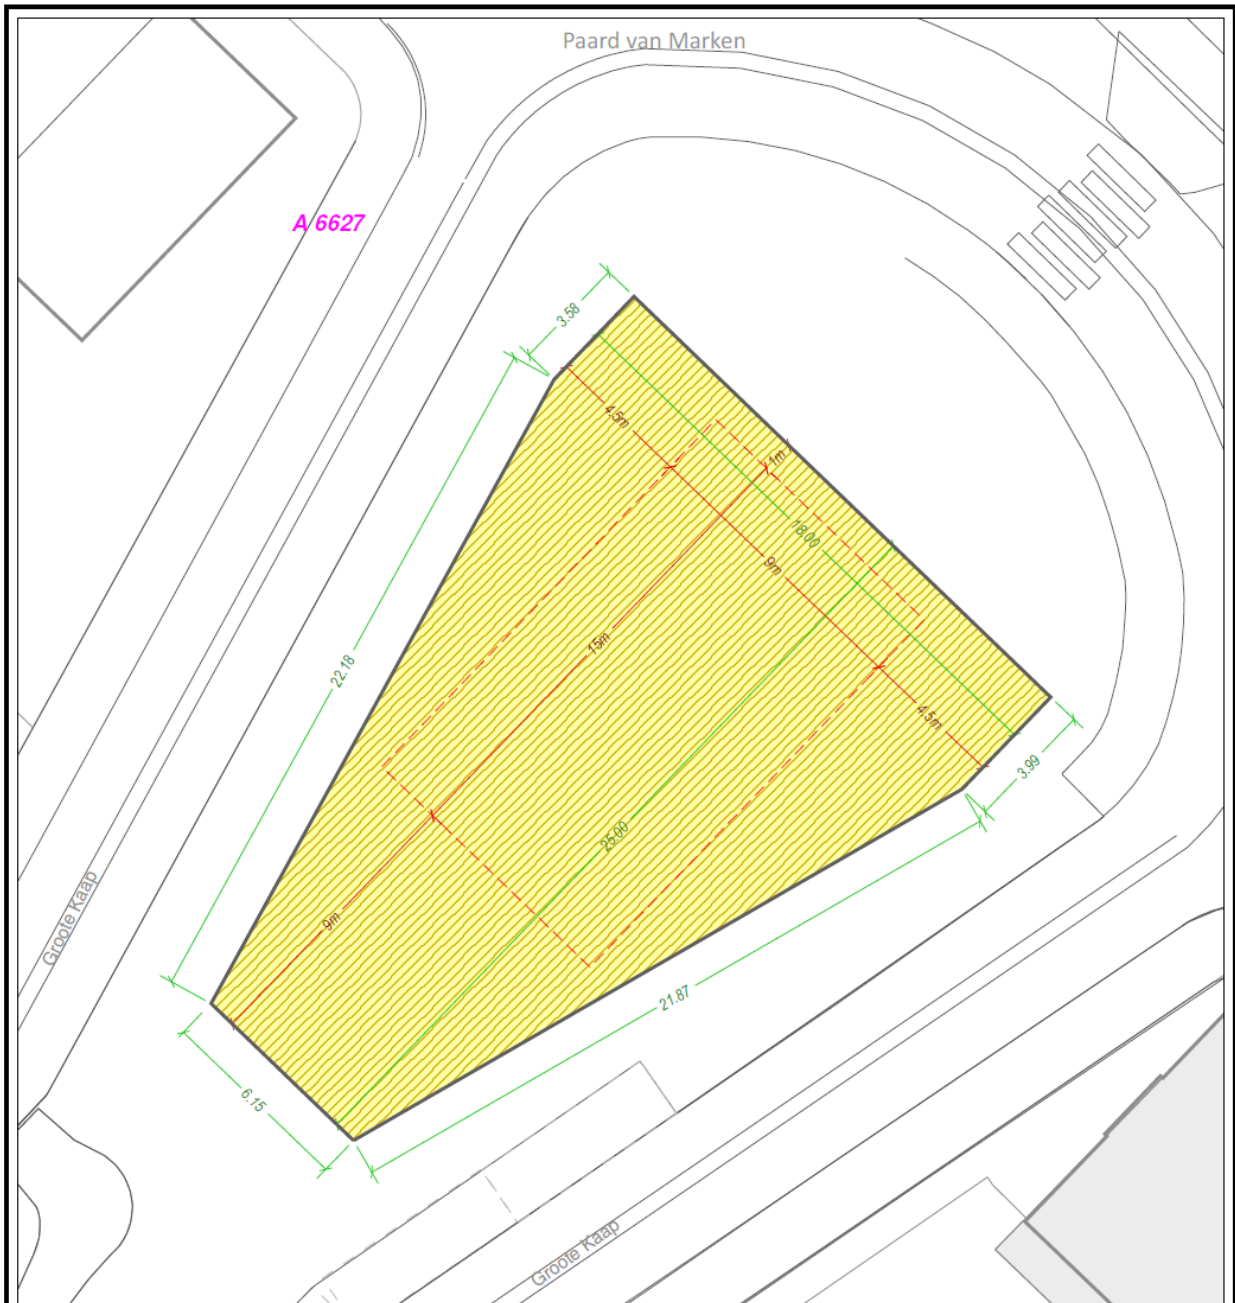 Paard van Marken
A 6627
3.58
4.5m
1m
18.00
9m
15m
22.18
4.5m
3.99
25.00
9m
Groote Kaap
21.87
6.15
Groote Kaap